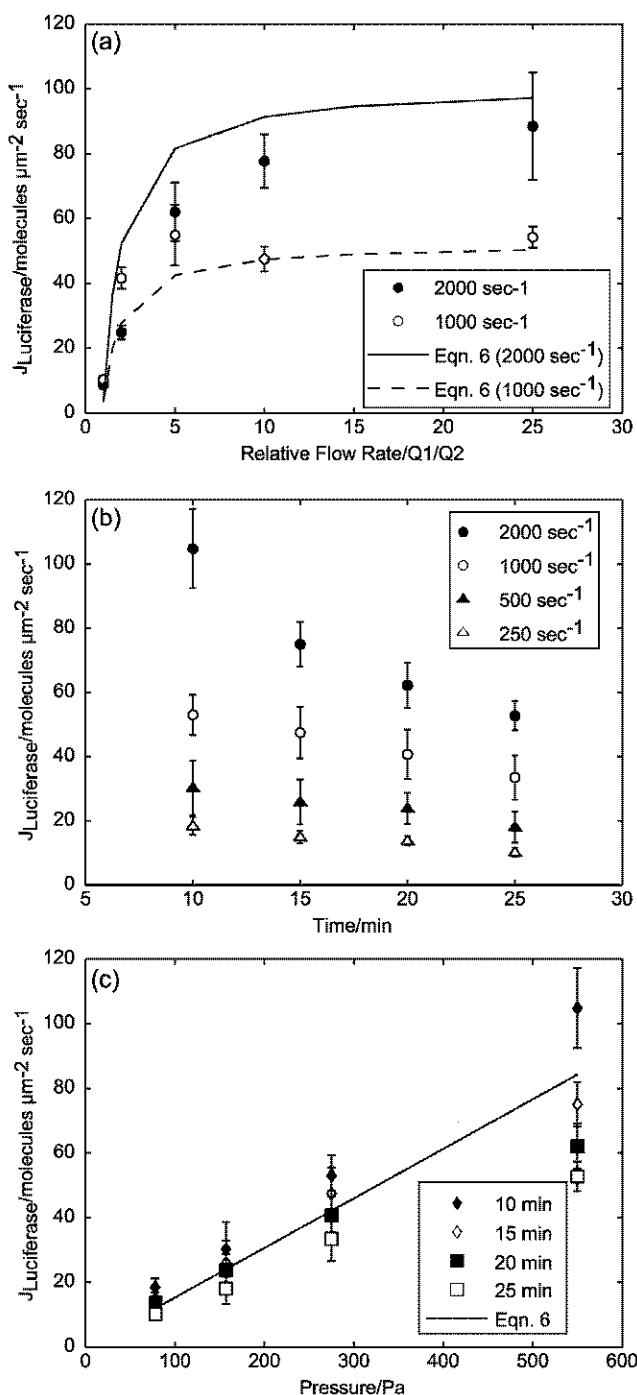 (a)
120
100
80
60
40
20
0
JLuciferase/molecules μm-2 sec-1
2000 sec-1
1000 sec-1
Eqn. 6 (2000 sec-1)
Eqn. 6 (1000 sec-1)
0 5 10 15 20 25 30
Relative Flow Rate/Q1/Q2
(b)
120
100
80
60
40
20
0
JLuciferase/molecules μm-2 sec-1
2000 sec-1
1000 sec-1
500 sec-1
250 sec-1
5 10 15 20 25 30
Time/min
(c)
120
100
80
60
40
20
0
JLuciferase/molecules μm-2 sec-1
10 min
15 min
20 min
25 min
Eqn. 6
0 100 200 300 400 500 600
Pressure/Pa